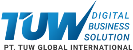 TUW
DIGITAL
BUSINESS
SOLUTION
PT. TUW GLOBAL INTERNATIONAL